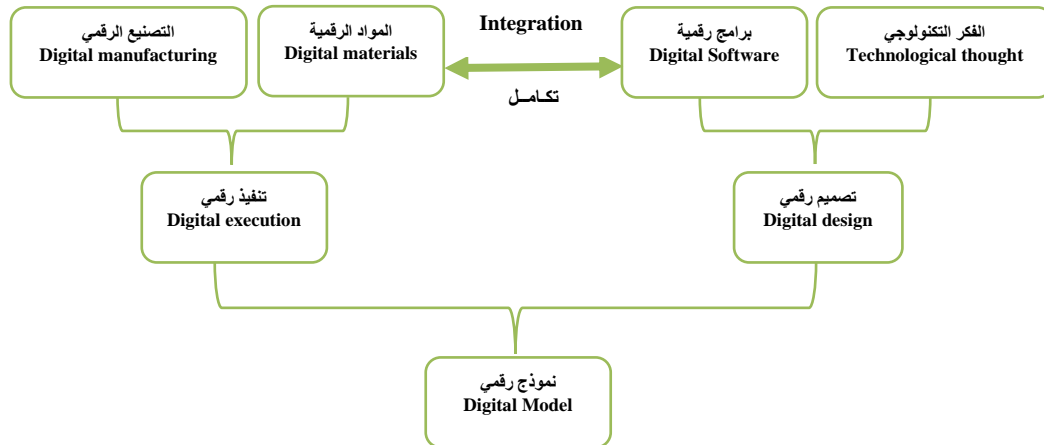 التصنيع الرقمي
Digital manufacturing
المواد الرقمية
Digital materials
Integration
تكـامــل
برامج رقمية
Digital Software
الفكر التكنولوجي
Technological thought
تنفيذ رقمي
Digital execution
تصميم رقمي
Digital design
نموذج رقمي
Digital Model